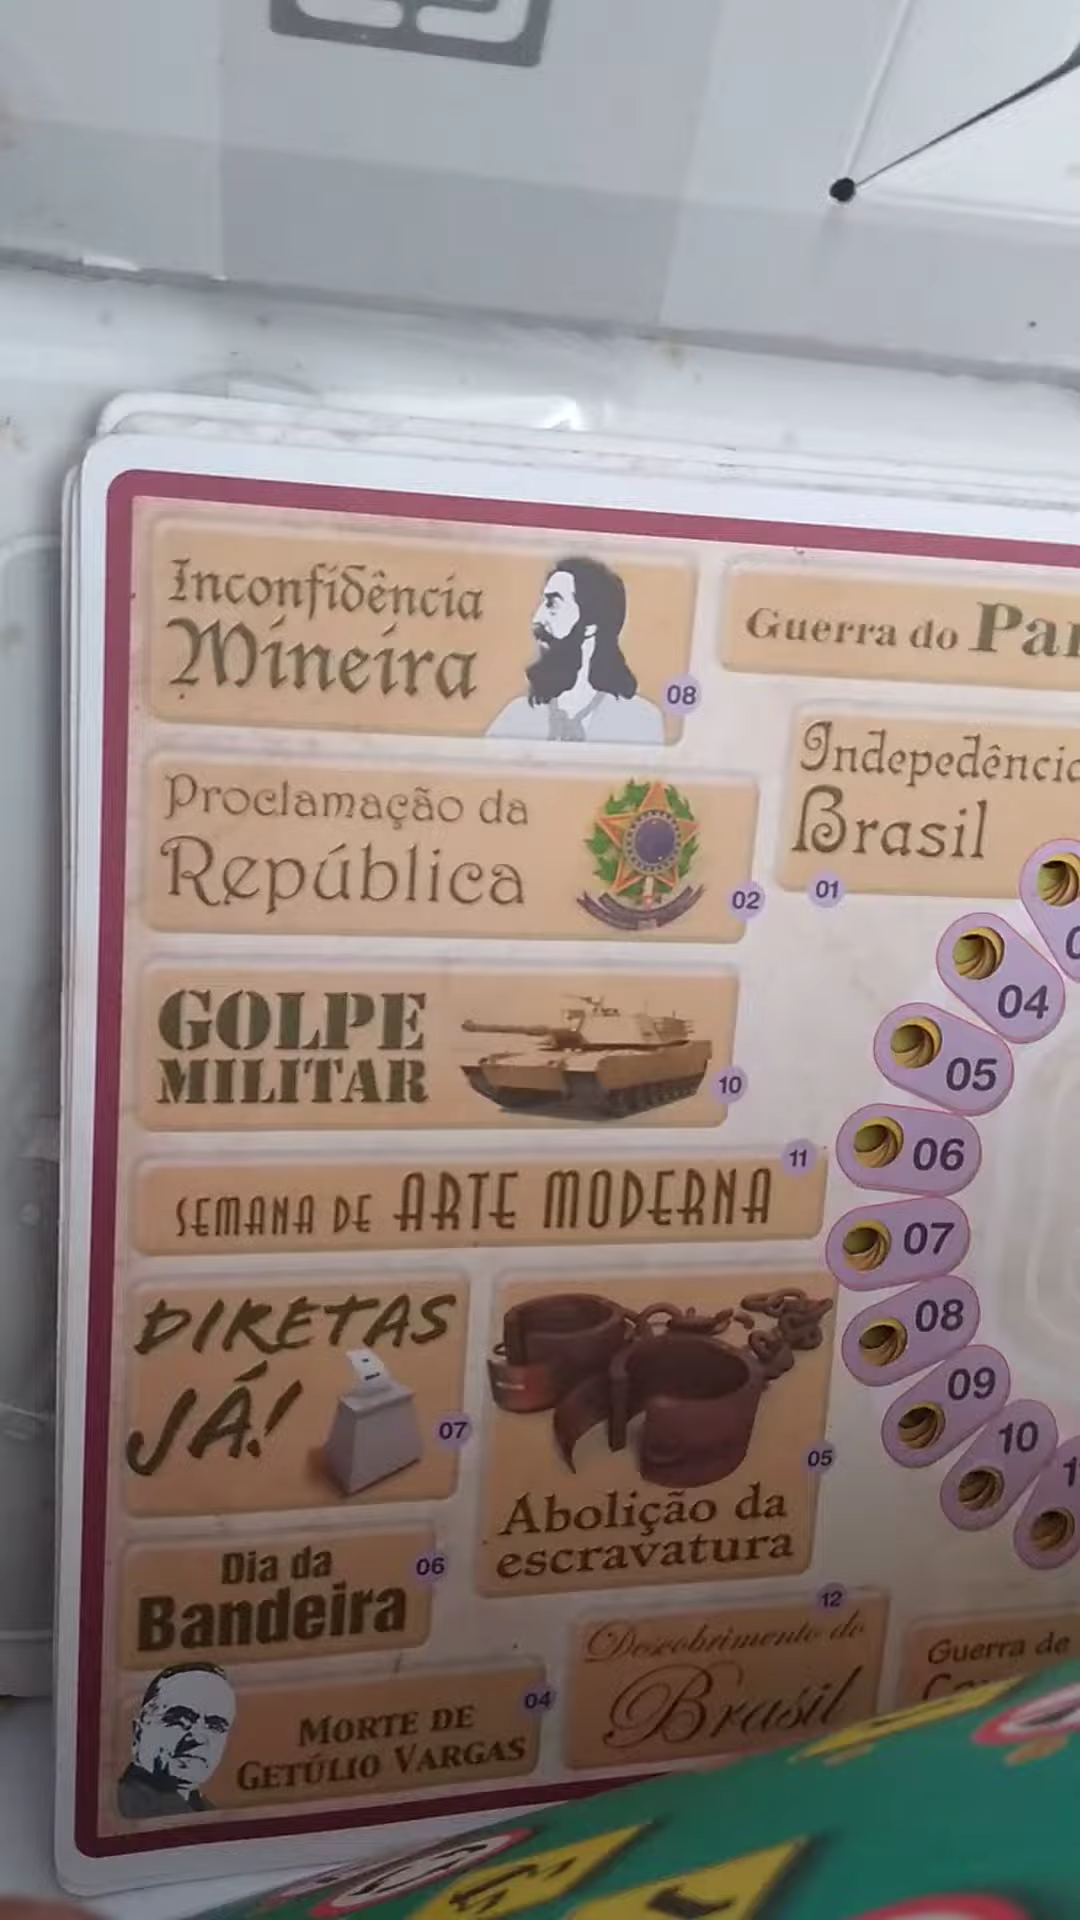 Inconfidência
Mineira
08
Guerra do Par
Proclamação da
República
02
Indepedência
Brasil
01
04
05
06
07
08
09
10
GOLPE
MILITAR
10
SEMANA DE ARTE MODERNA
11
DIRETAS
JÁ!
07
Abolição da
escravatura
05
Dia da
Bandeira
06
MORTE DE
GETÚLIO VARGAS
04
Descobrimento do
Brasil
12
Guerra de